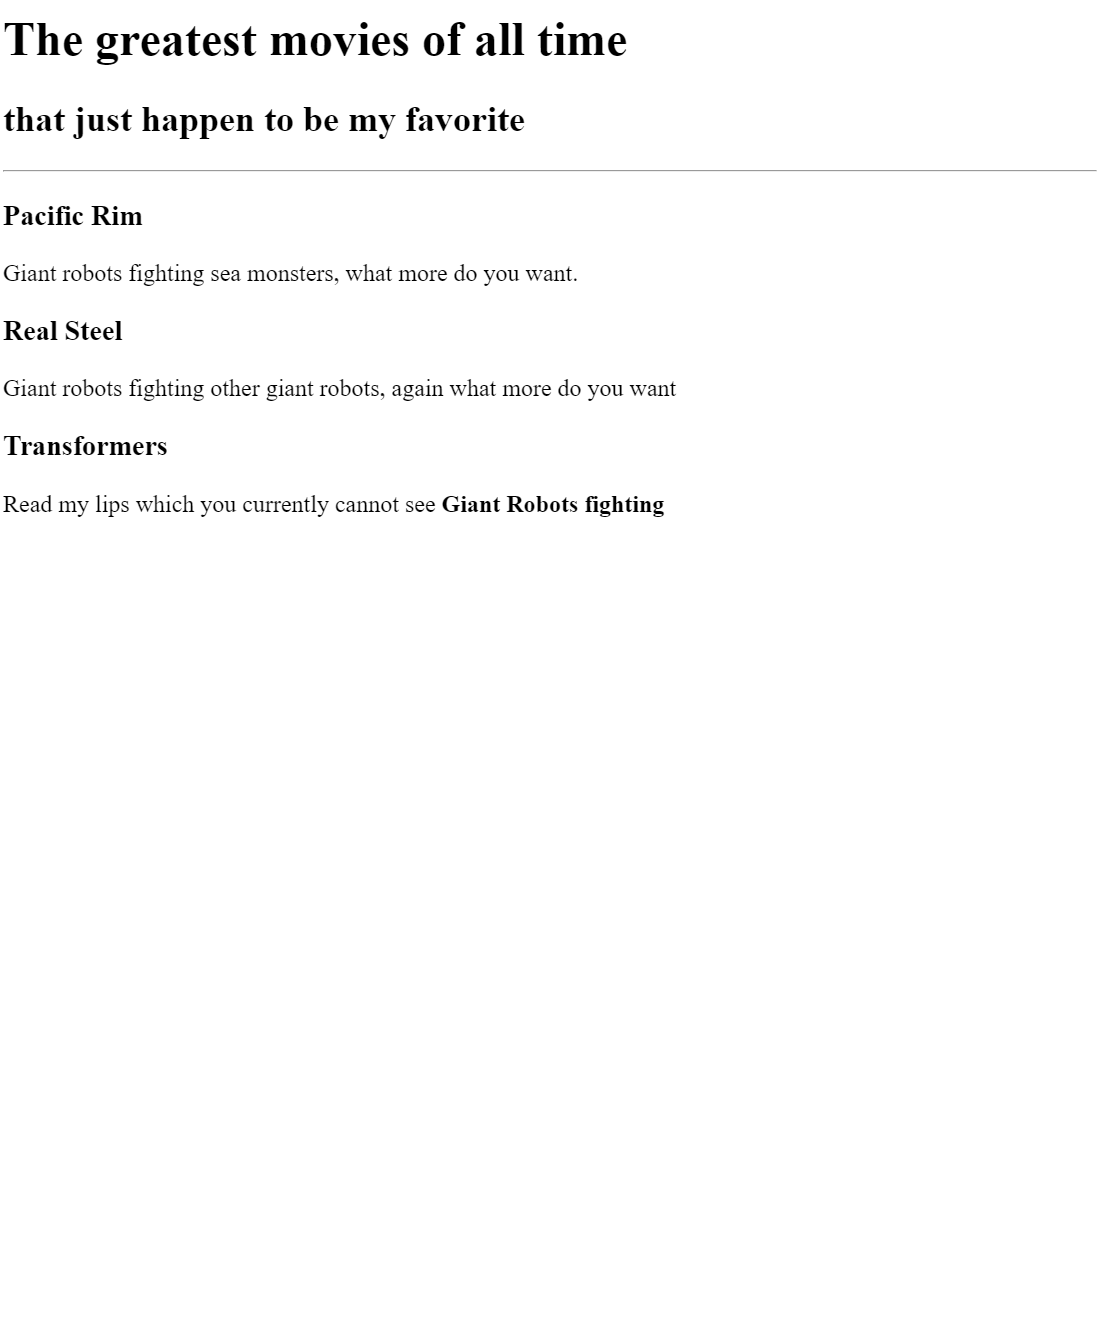 The greatest movies of all time
that just happen to be my favorite
Pacific Rim
Giant robots fighting sea monsters, what more do you want.
Real Steel
Giant robots fighting other giant robots, again what more do you want
Transformers
Read my lips which you currently cannot see Giant Robots fighting